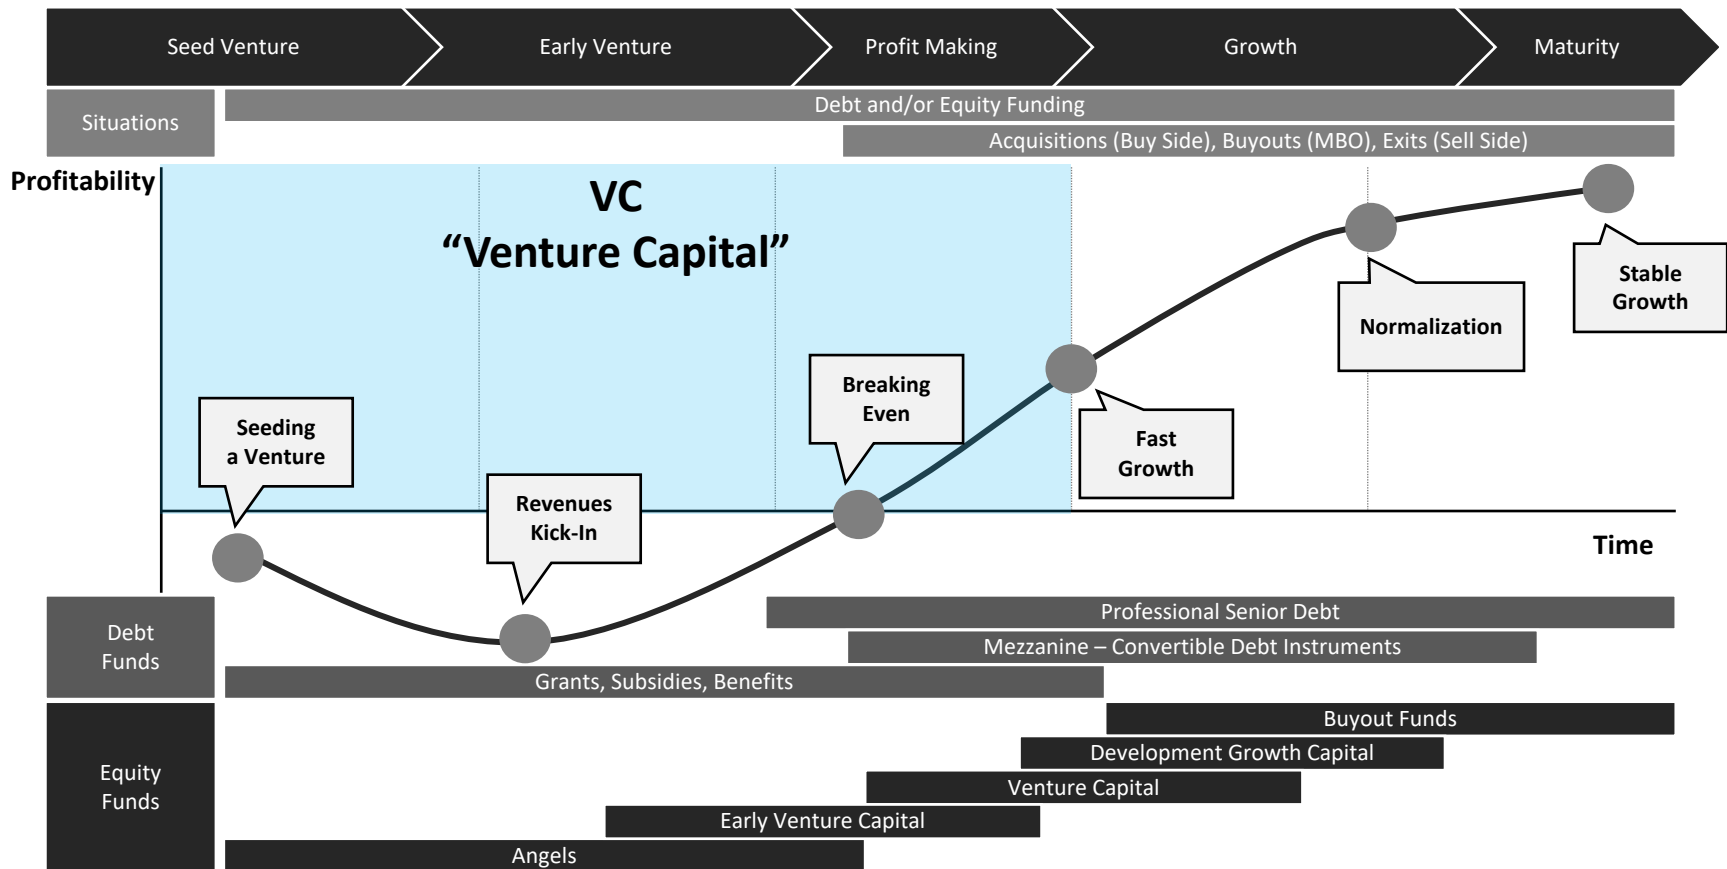 Seed Venture
Early Venture
Profit Making
Growth
Maturity
Situations
Debt and/or Equity Funding
Acquisitions (Buy Side), Buyouts (MBO), Exits (Sell Side)
Profitability
VC
“Venture Capital”
Stable
Growth
Normalization
Breaking
Even
Seeding
a Venture
Fast
Growth
Revenues
Kick-In
Time
Debt
Funds
Professional Senior Debt
Mezzanine – Convertible Debt Instruments
Grants, Subsidies, Benefits
Equity
Funds
Buyout Funds
Development Growth Capital
Venture Capital
Early Venture Capital
Angels